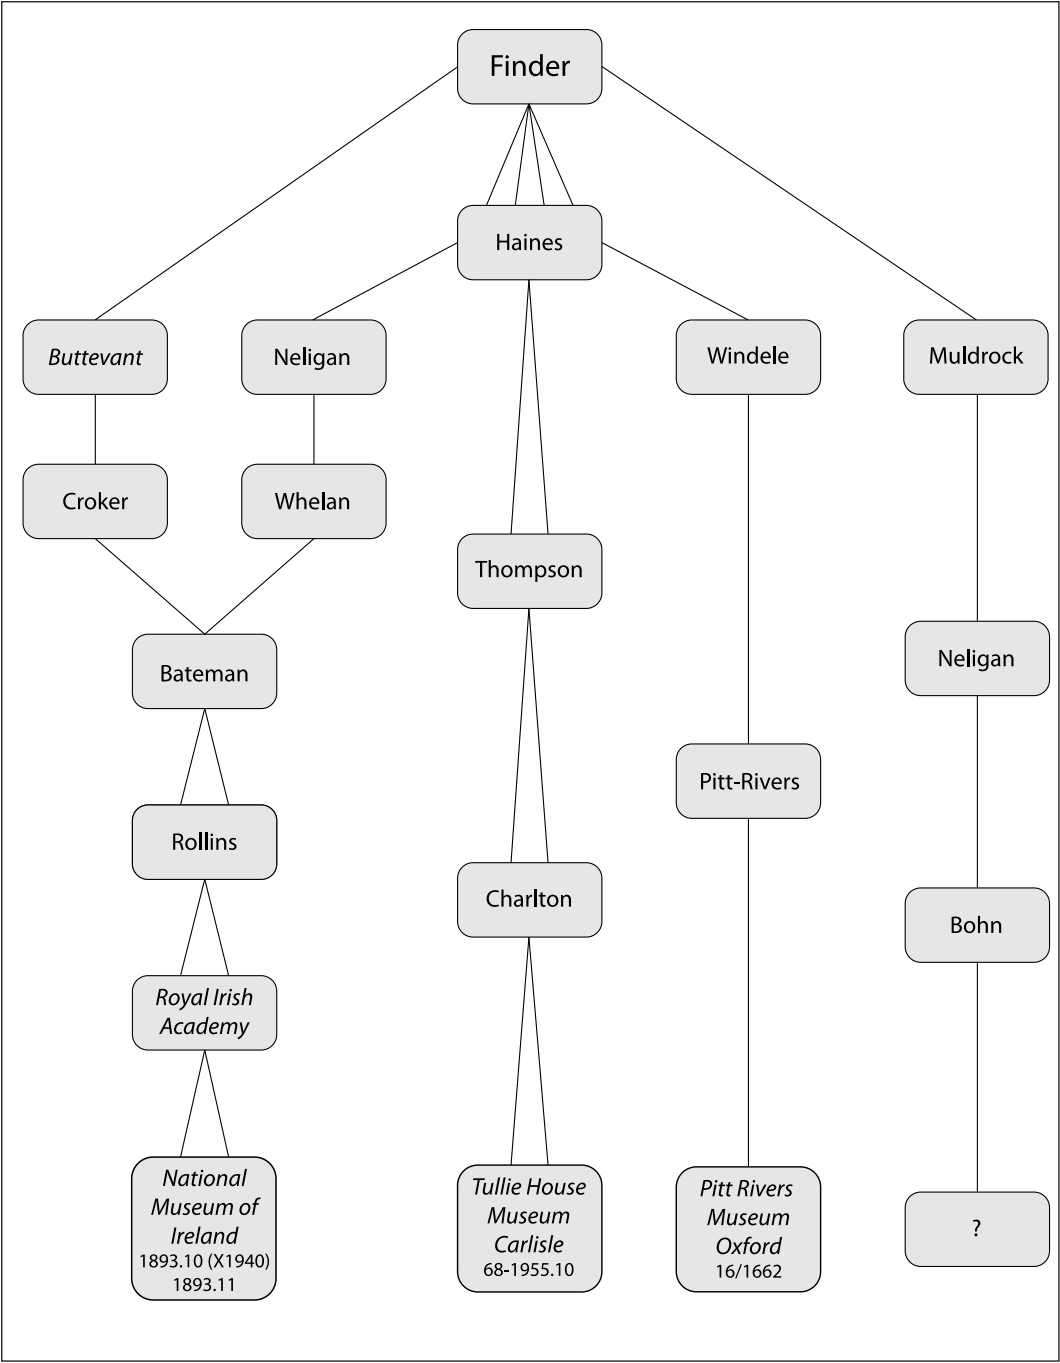 Finder
Haines
Buttevant
Neligan
Windele
Muldrock
Croker
Whelan
Thompson
Bateman
Neligan
Pitt-Rivers
Rollins
Charlton
Bohn
Royal Irish
Academy
National
Museum of
Ireland
1893.10 (X1940)
1893.11
Tullie House
Museum
Carlisle
68-1955.10
Pitt Rivers
Museum
Oxford
16/1662
?